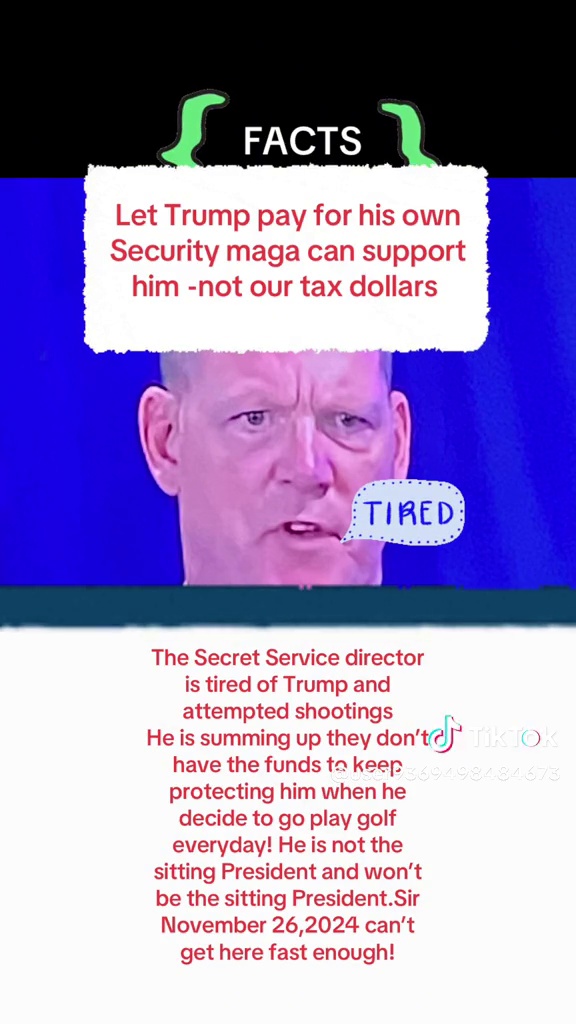 FACTS
Let Trump pay for his own
Security maga can support
him -not our tax dollars
TIRED
The Secret Service director
is tired of Trump and
attempted shootings
He is summing up they don't
have the funds to keep
protecting him when he
decide to go play golf
everyday! He is not the
sitting President and won't
be the sitting President.Sir
November 26,2024 can't
get here fast enough!
TikTok